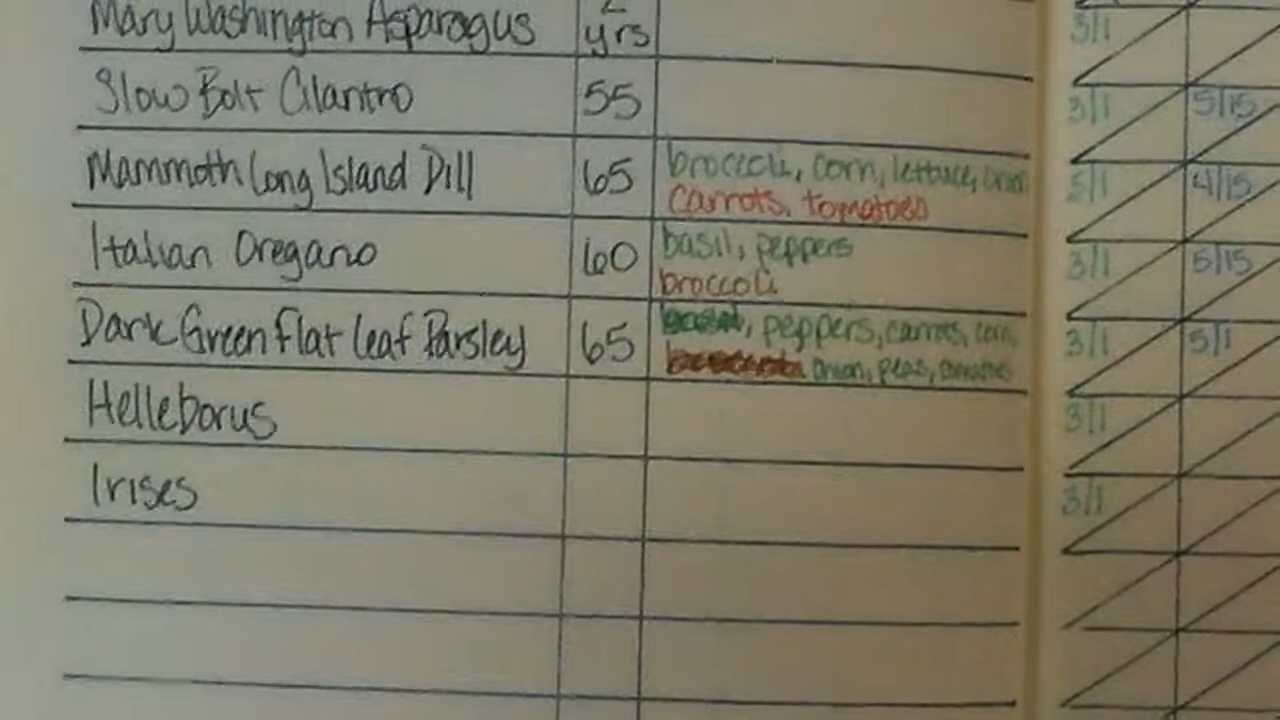 Mary Washington Asparagus yrs 3/1
Slow Bolt Cilantro 55 3/1 5/15
Mammoth Long Island Dill 65 broccoli, corn, lettuce, 4/15
carrots, tomatoes
Italian Oregano 60 basil, peppers 3/1 5/15
broccoli
Dark Green Flat Leaf Parsley 65 peppers, carrots, corn, 3/1 5/1
onion, peas, tomatoes
Helleborus 3/1
Irises 3/1